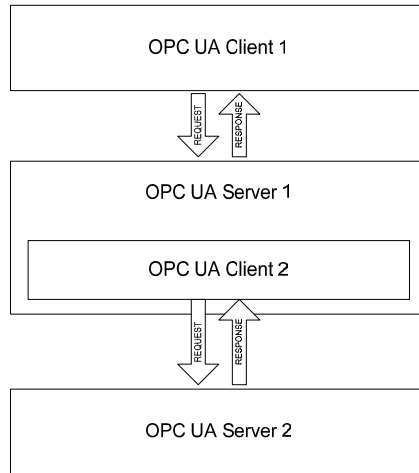 OPC UA Client 1
REQUEST
RESPONSE
OPC UA Server 1
OPC UA Client 2
REQUEST
RESPONSE
OPC UA Server 2